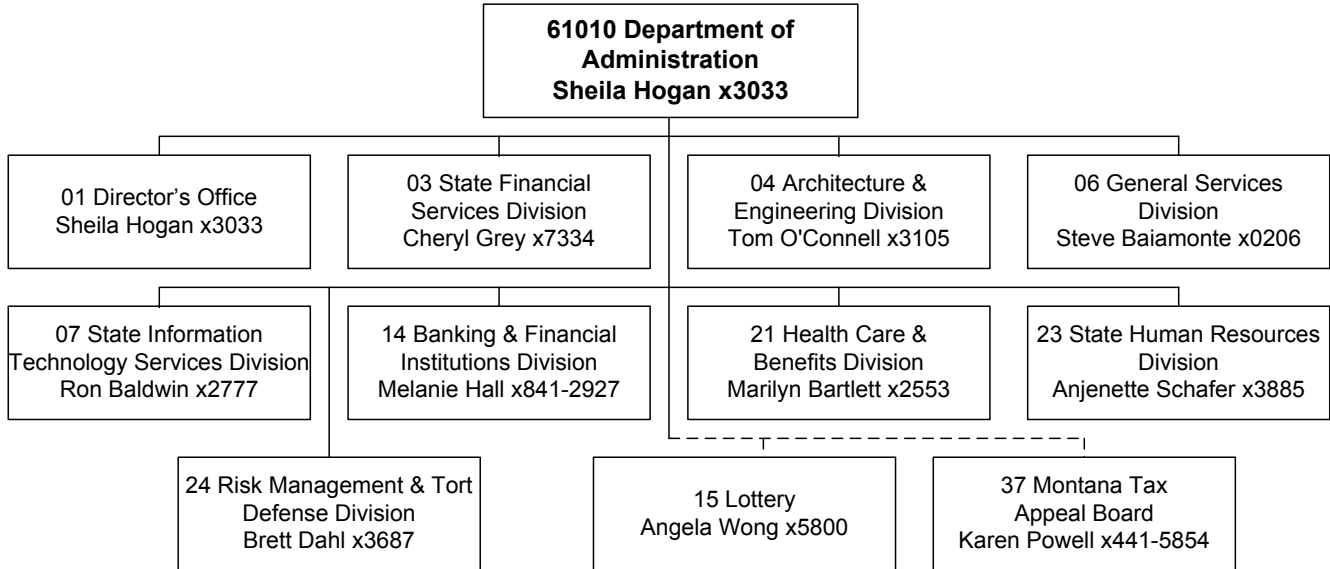 61010 Department of
Administration
Sheila Hogan x3033
01 Director’s Office
Sheila Hogan x3033
03 State Financial
Services Division
Cheryl Grey x7334
04 Architecture &
Engineering Division
Tom O'Connell x3105
06 General Services
Division
Steve Baiamonte x0206
07 State Information
Technology Services Division
Ron Baldwin x2777
14 Banking & Financial
Institutions Division
Melanie Hall x841-2927
21 Health Care &
Benefits Division
Marilyn Bartlett x2553
23 State Human Resources
Division
Anjenette Schafer x3885
24 Risk Management & Tort
Defense Division
Brett Dahl x3687
15 Lottery
Angela Wong x5800
37 Montana Tax
Appeal Board
Karen Powell x441-5854